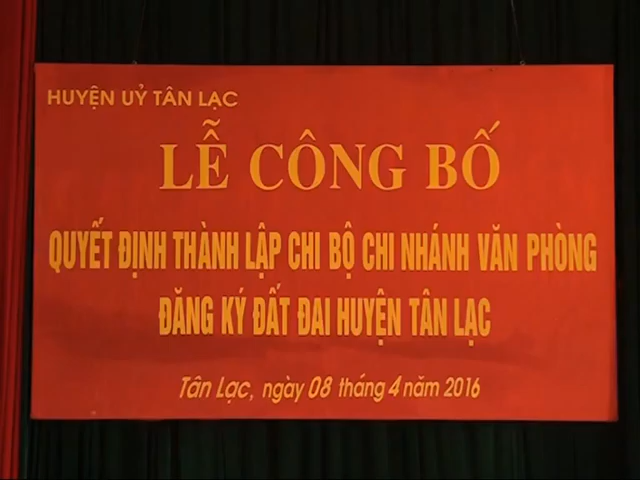 HUYỆN UỶ TÂN LẠC
LỄ CÔNG BỐ
QUYẾT ĐỊNH THÀNH LẬP CHI BỘ CHI NHÁNH VĂN PHÒNG
ĐĂNG KÝ ĐẤT ĐAI HUYỆN TÂN LẠC
Tân Lạc, ngày 08 tháng 4 năm 2016